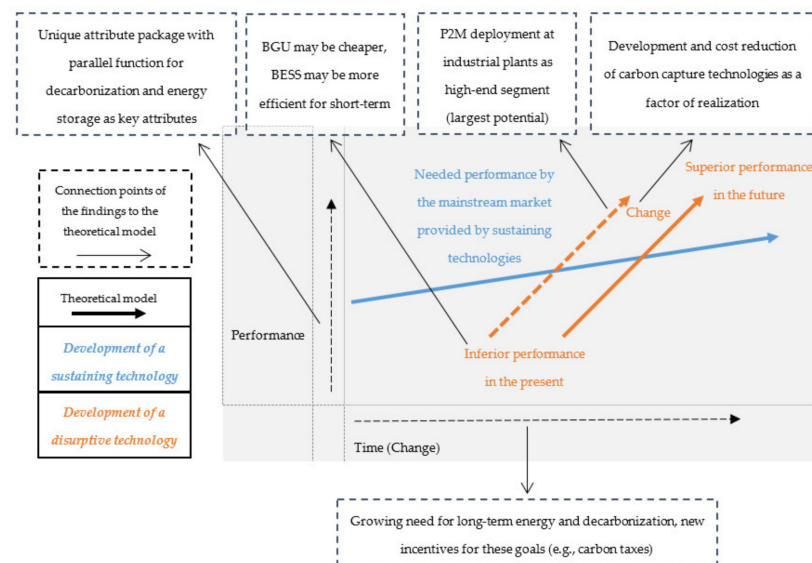 Unique attribute package with
parallel function for
decarbonization and energy
storage as key attributes
BGU may be cheaper,
BESS may be more
efficient for short-term
P2M deployment at
industrial plants as
high-end segment
(largest potential)
Development and cost reduction
of carbon capture technologies as a
factor of realization
Connection points of
the findings to the
theoretical model
Theoretical model
Development of a
sustaining technology
Development of a
disurptive technology
Needed performance by
the mainstream market
provided by sustaining
technologies
Superior performance
in the future
Change
Performance
Inferior performance
in the present
Time (Change)
Growing need for long-term energy and decarbonization, new
incentives for these goals (e.g., carbon taxes)